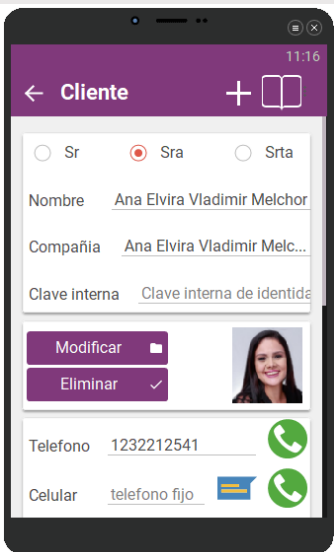 11:16
Cliente
Sr Sra Srta
Nombre Ana Elvira Vladimir Melchor
Compañia Ana Elvira Vladimir Melc...
Clave interna Clave interna de identida
Modificar
Eliminar
Telefono 1232212541
Celular telefono fijo